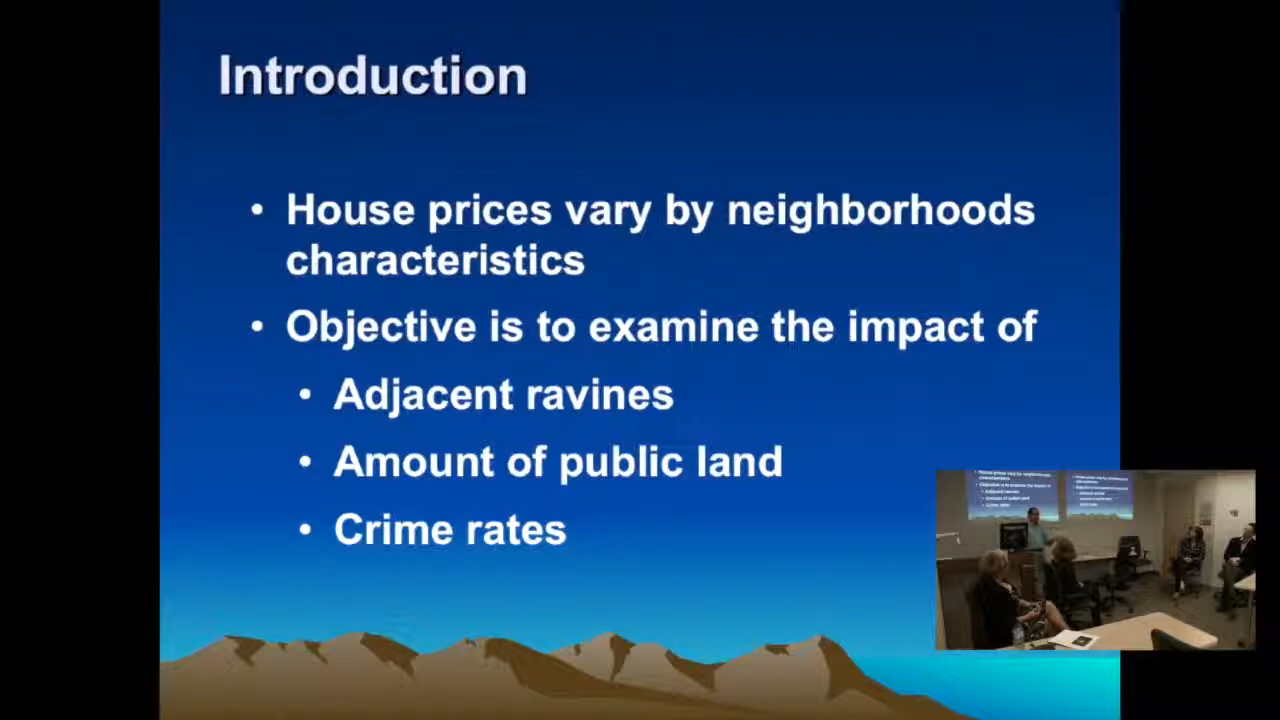 Introduction
• House prices vary by neighborhoods
characteristics
• Objective is to examine the impact of
• Adjacent ravines
• Amount of public land
• Crime rates